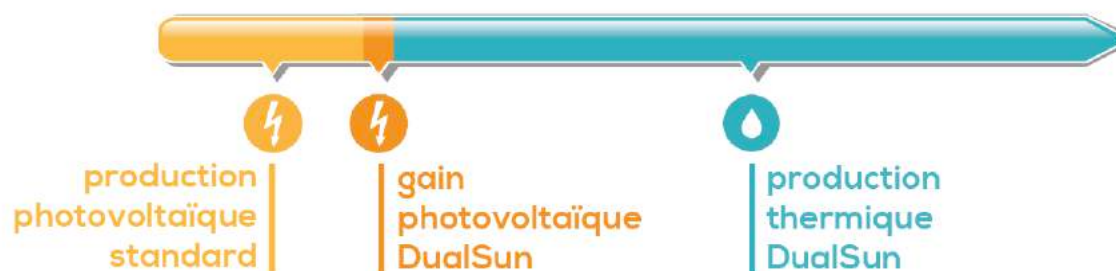 production
photovoltaïque
standard
gain
photovoltaïque
DualSun
production
thermique
DualSun